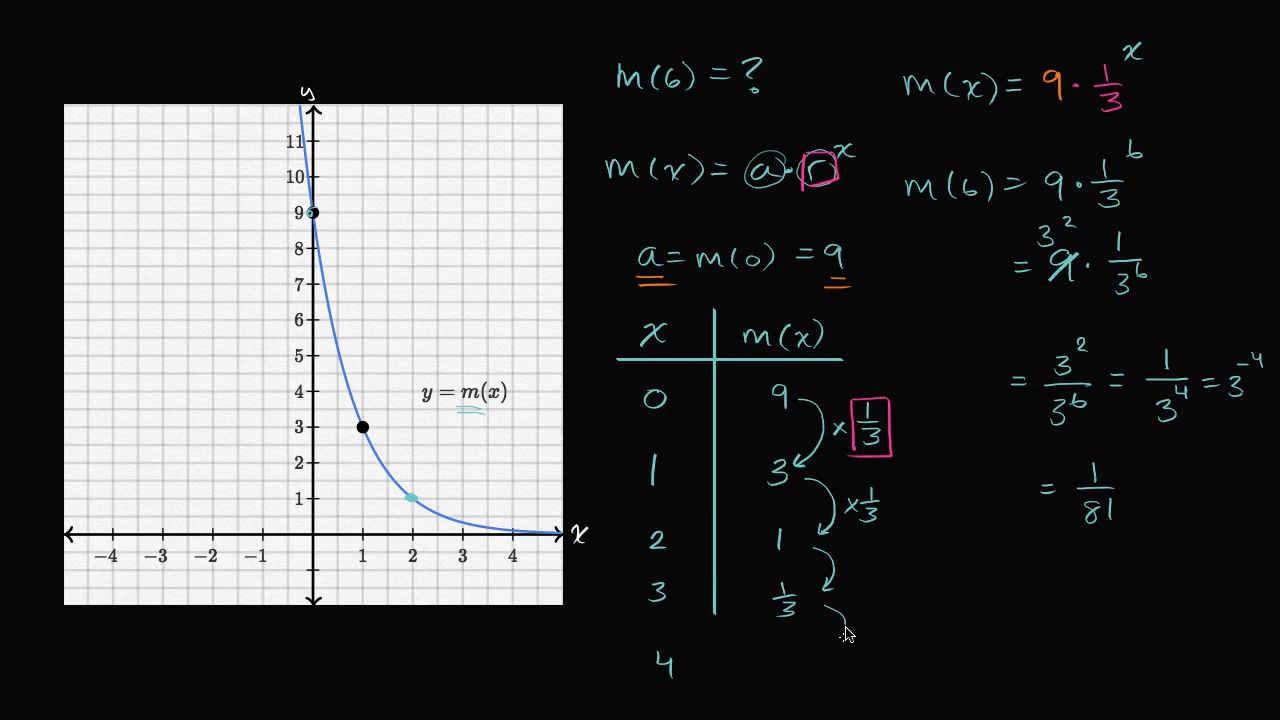 y
11
10
9
8
7
6
5
4
3
2
1
y = m(x)
−4 −3 −2 −1 1 2 3 4
x
m(6) = ?
m(x) = a · r^x
a = m(0) = 9
x m(x)
0 9
× 1/3
1 3
× 1/3
2 1
3 1/3
4
m(x) = 9 · 1/3^x
m(6) = 9 · 1/3^6
3^2
= 9 · 1/3^6
= 3^2/3^6 = 1/3^4 = 3^-4
= 1/81